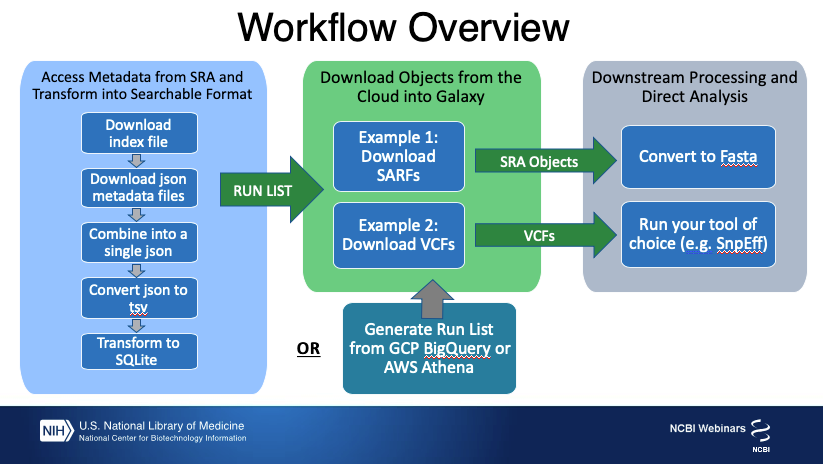 Workflow Overview
Access Metadata from SRA and
Transform into Searchable Format
Download
index file
Download json
metadata files
Combine into a
single json
Convert json to
tsv
Transform to
SQLite
RUN LIST
Download Objects from the
Cloud into Galaxy
Example 1:
Download
SARFs
Example 2:
Download VCFs
OR
Generate Run List
from GCP BigQuery or
AWS Athena
SRA Objects
VCFs
Downstream Processing and
Direct Analysis
Convert to Fasta
Run your tool of
choice (e.g. SnpEff)
NIH
U.S. National Library of Medicine
National Center for Biotechnology Information
NCBI Webinars
NCBI